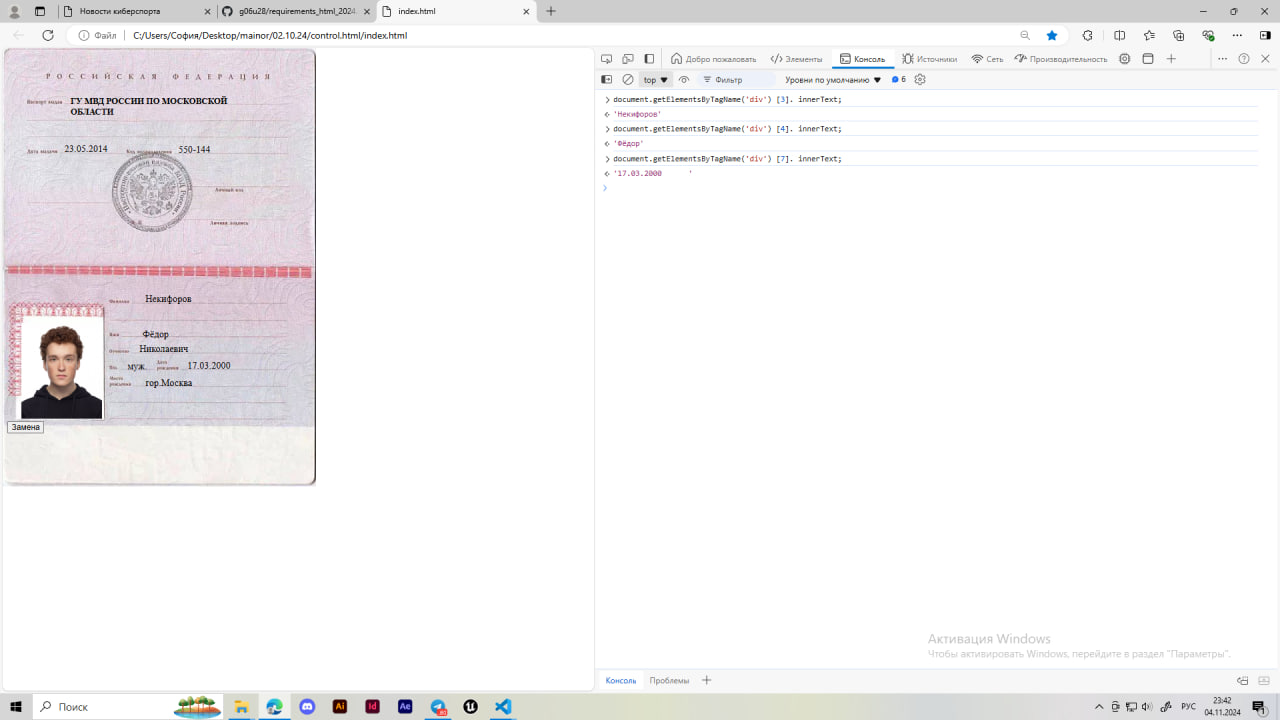 Новости киберспорта
g06u28/requirements_html_2024
index.html
Файл
C:/Users/София/Desktop/mainor/02.10.24/control.html/index.html
Добро пожаловать
Элементы
Консоль
Источники
Сеть
Производительность
top
Фильтр
Уровни по умолчанию
6
document.getElementsByTagName('div') [3]. innerText;
'Некифоров'
document.getElementsByTagName('div') [4]. innerText;
'Фёдор'
document.getElementsByTagName('div') [7]. innerText;
'17.03.2000 '
РОССИЙСКАЯ ФЕДЕРАЦИЯ
Паспорт выдан
ГУ МВД РОССИИ ПО МОСКОВСКОЙ
ОБЛАСТИ
Дата выдачи 23.05.2014 Код подразделения 550-144
Личный код
Личная подпись
Фамилия Некифоров
Имя Фёдор
Отчество Николаевич
Пол муж. Дата рождения 17.03.2000
Место рождения гор.Москва
Замена
Активация Windows
Чтобы активировать Windows, перейдите в раздел "Параметры".
Консоль
Проблемы
Поиск
Ai
Id
Ae
РУС
23:42
04.11.2024